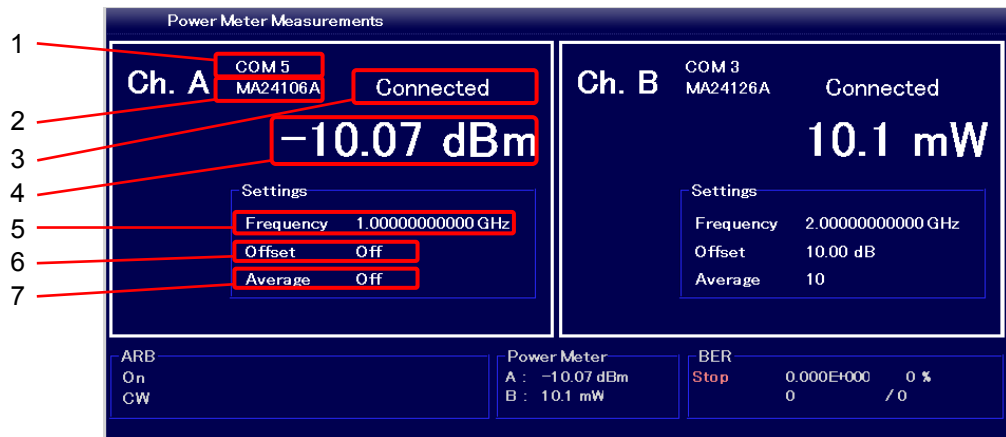 Power Meter Measurements
1
2
3
4
5
6
7
Ch. A
COM 5
MA24106A
Connected
-10.07 dBm
Settings
Frequency 1.00000000000 GHz
Offset Off
Average Off
Ch. B
COM 3
MA24126A
Connected
10.1 mW
Settings
Frequency 2.00000000000 GHz
Offset 10.00 dB
Average 10
ARB
On
CW
Power Meter
A : -10.07 dBm
B : 10.1 mW
BER
Stop 0.000E+000 0 %
0 / 0